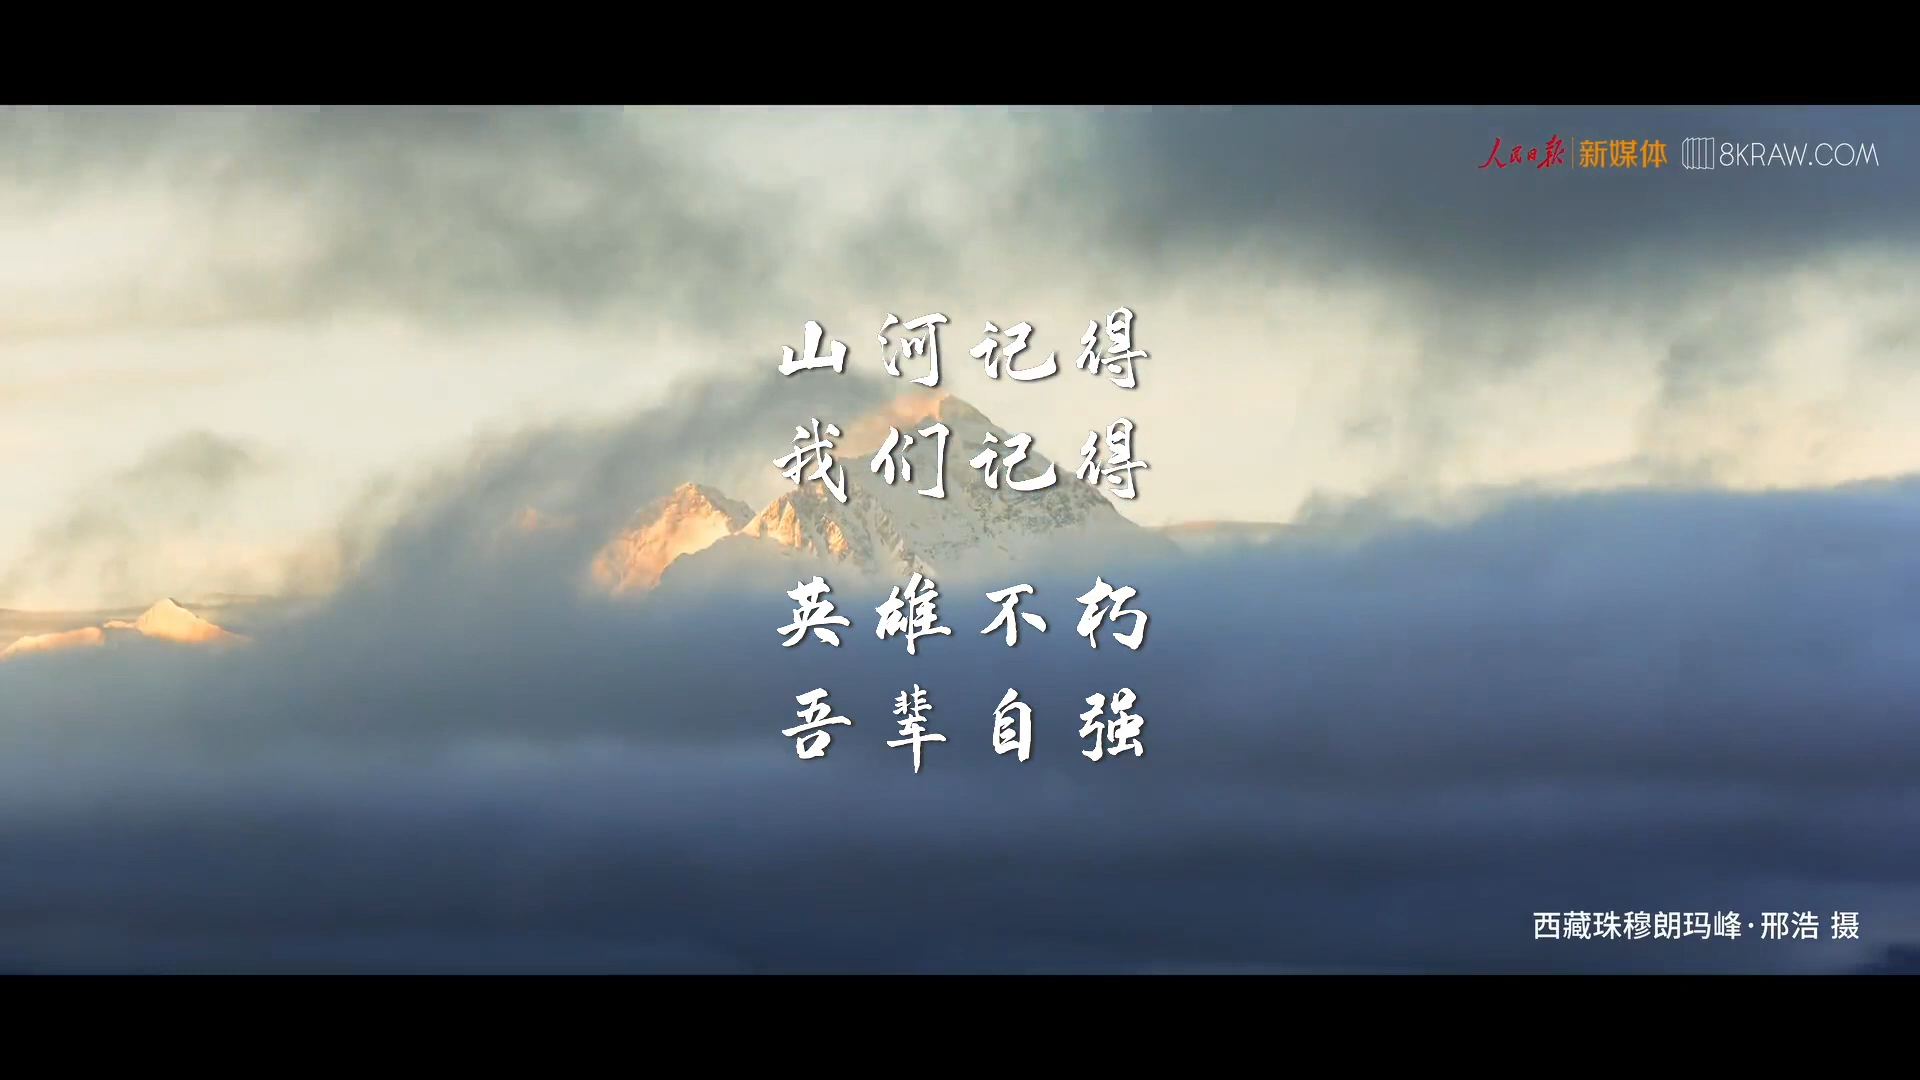 人民日报 新媒体 8KRAW.COM
山河记得
我们记得
英雄不朽
吾辈自强
西藏珠穆朗玛峰·邢浩 摄